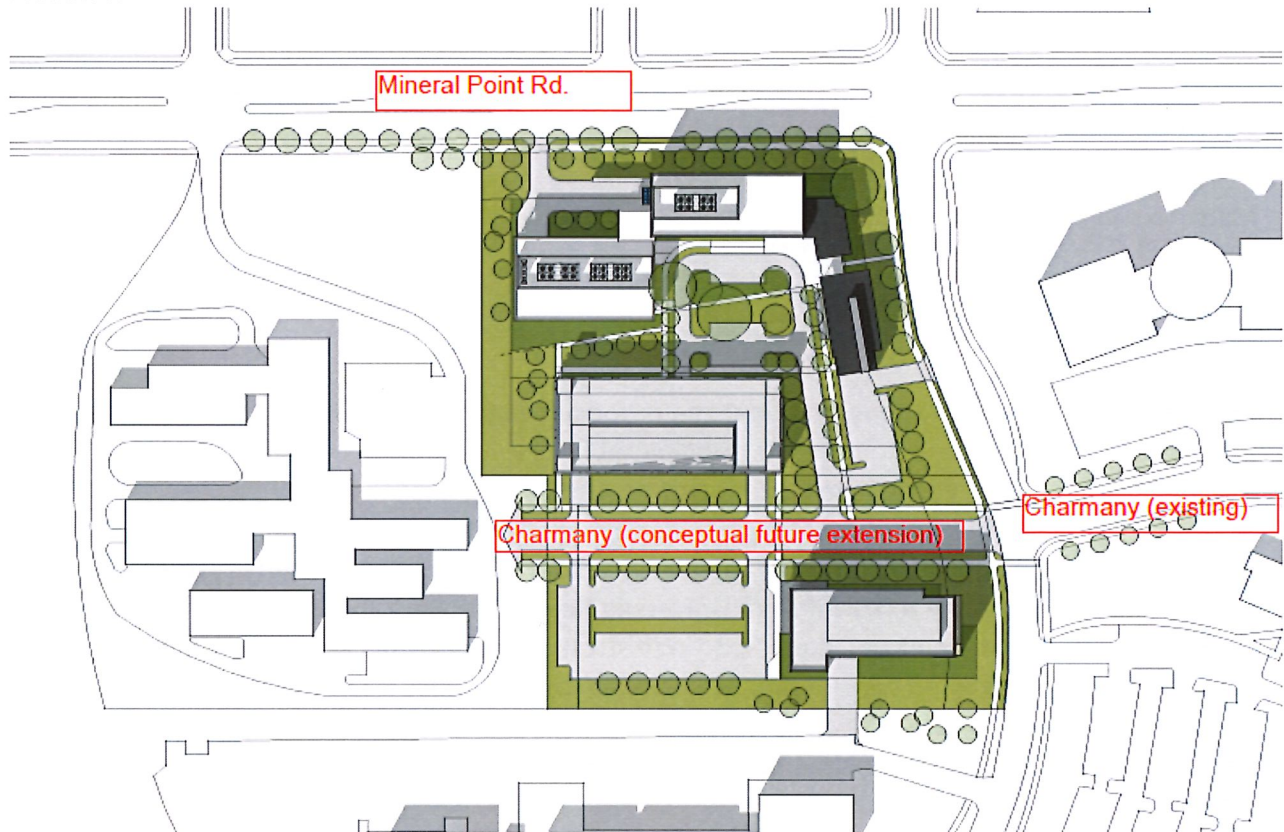 Mineral Point Rd.
Charmany (existing)
Charmany (conceptual future extension)